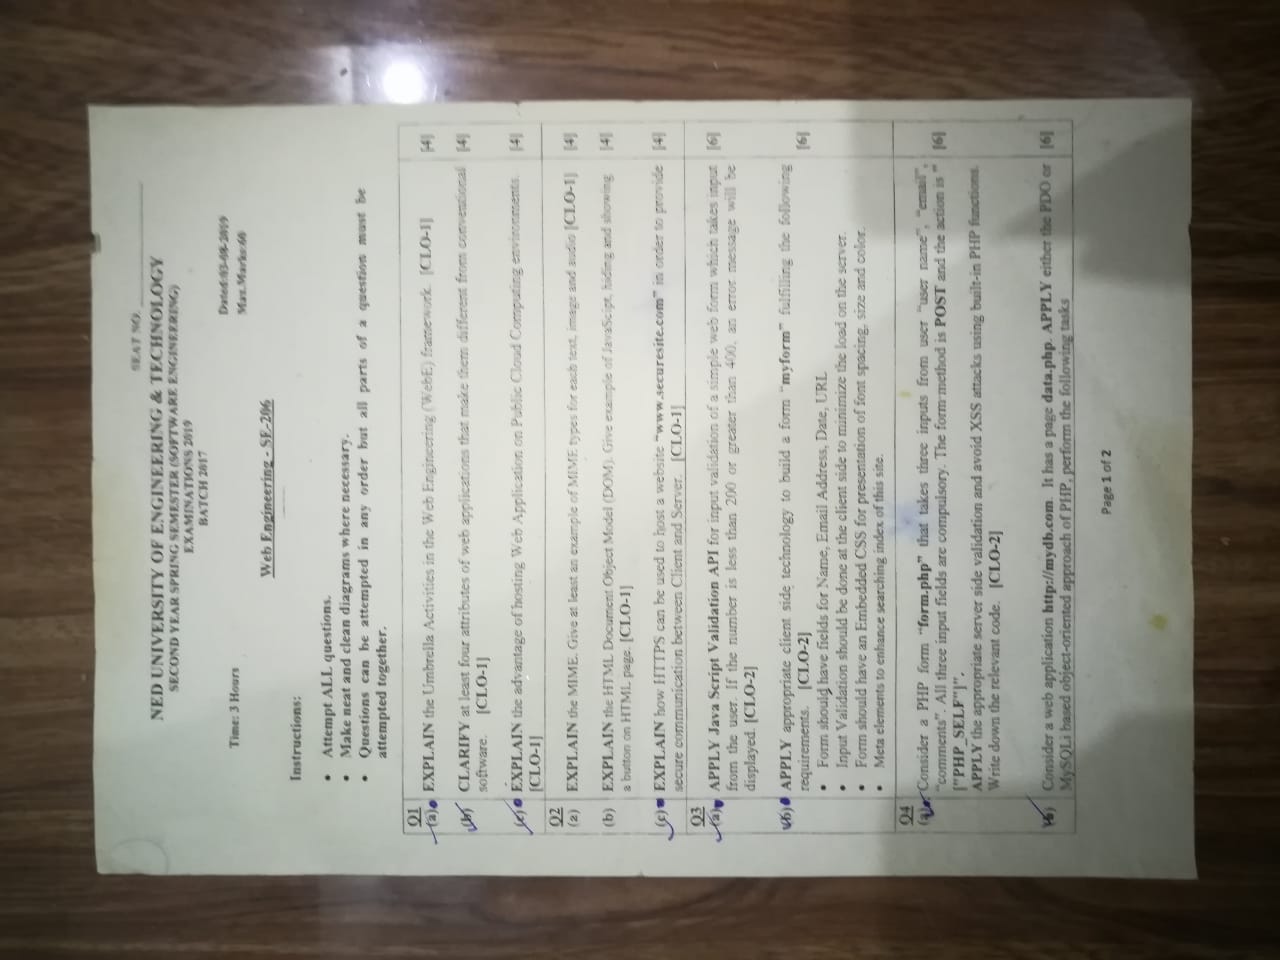 SEAT NO.
NED UNIVERSITY OF ENGINEERING & TECHNOLOGY
SECOND YEAR SPRING SEMESTER (SOFTWARE ENGINEERING)
EXAMINATIONS 2019
BATCH 2017
Time: 3 Hours
Dated:03-08-2019
Max.Marks:60
Web Engineering - SE-206
Instructions:
• Attempt ALL questions.
• Make neat and clean diagrams where necessary.
• Questions can be attempted in any order but all parts of a question must be
attempted together.
Q1
(a) EXPLAIN the Umbrella Activities in the Web Engineering (WebE) framework. [CLO-1] [4]
(b) CLARIFY at least four attributes of web applications that make them different from conventional [4]
software. [CLO-1]
(c) EXPLAIN the advantage of hosting Web Application on Public Cloud Computing environments. [4]
[CLO-1]
Q2
(a) EXPLAIN the MIME. Give at least an example of MIME types for each text, image and audio [CLO-1] [4]
(b) EXPLAIN the HTML Document Object Model (DOM). Give example of JavaScipt, hiding and showing [4]
a button on HTML page. [CLO-1]
(c) EXPLAIN how HTTPS can be used to host a website "www.securesite.com" in order to provide [4]
secure communication between Client and Server. [CLO-1]
Q3
(a) APPLY Java Script Validation API for input validation of a simple web form which takes input [6]
from the user. If the number is less than 200 or greater than 400, an error message will be
displayed. [CLO-2]
(b) APPLY appropriate client side technology to build a form "myform" fulfilling the following
requirements. [CLO-2] [6]
• Form should have fields for Name, Email Address, Date, URL
• Input Validation should be done at the client side to minimize the load on the server.
• Form should have an Embedded CSS for presentation of font spacing, size and color.
• Meta elements to enhance searching index of this site.
Q4
(a) Consider a PHP form "form.php" that takes three inputs from user "user name", "email",
"comments". All three input fields are compulsory. The form method is POST and the action is " [6]
["PHP_SELF"]".
APPLY the appropriate server side validation and avoid XSS attacks using built-in PHP functions.
Write down the relevant code. [CLO-2]
(b) Consider a web application http://mydb.com. It has a page data.php. APPLY either the PDO or [6]
MySQLi based object-oriented approach of PHP, perform the following tasks
Page 1 of 2